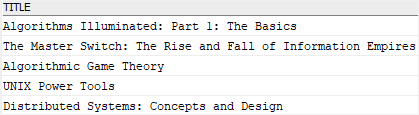 TITLE
Algorithms Illuminated: Part 1: The Basics
The Master Switch: The Rise and Fall of Information Empires
Algorithmic Game Theory
UNIX Power Tools
Distributed Systems: Concepts and Design